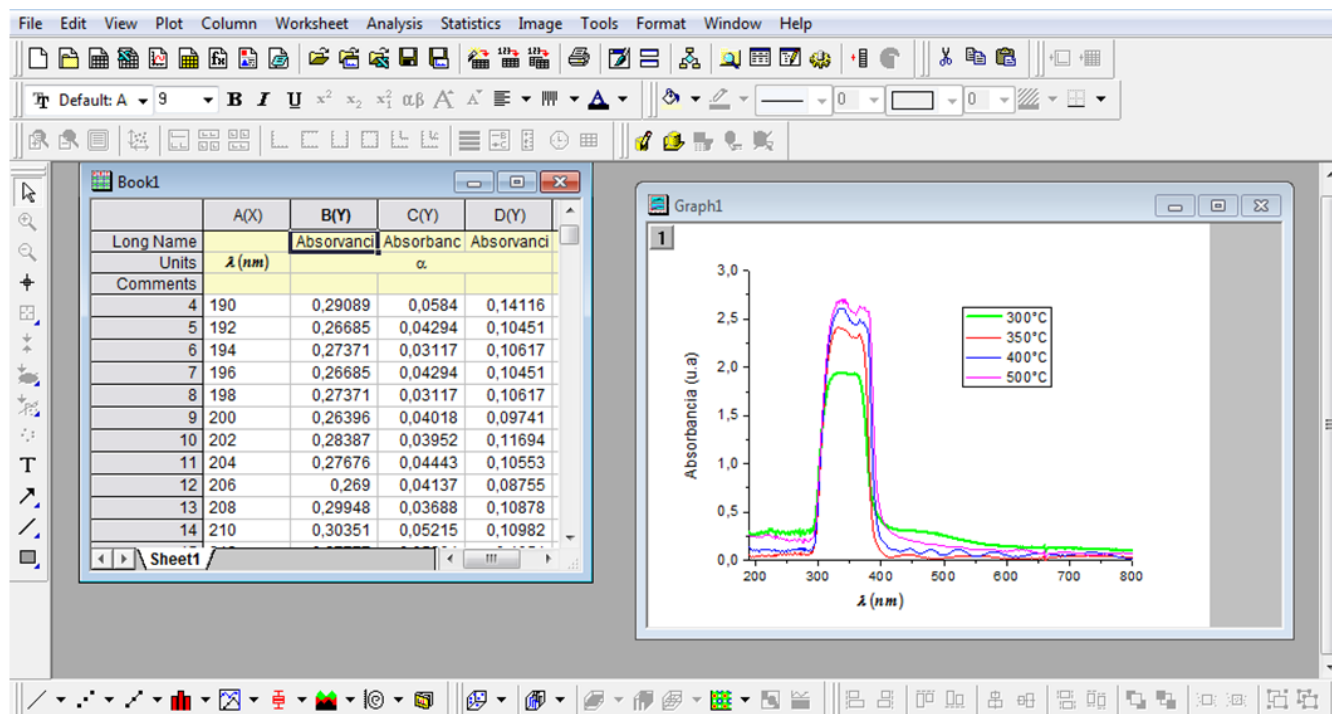 File Edit View Plot Column Worksheet Analysis Statistics Image Tools Format Window Help
Default: A 9 B I U x² x₂ αβ A A A 0 0
Book1
A(X) B(Y) C(Y) D(Y)
Long Name Absorvanci Absorbanc Absorvanci
Units λ(nm) α
Comments
4 190 0,29089 0,0584 0,14116
5 192 0,26685 0,04294 0,10451
6 194 0,27371 0,03117 0,10617
7 196 0,26685 0,04294 0,10451
8 198 0,27371 0,03117 0,10617
9 200 0,26396 0,04018 0,09741
10 202 0,28387 0,03952 0,11694
11 204 0,27676 0,04443 0,10553
12 206 0,269 0,04137 0,08755
13 208 0,29948 0,03688 0,10878
14 210 0,30351 0,05215 0,10982
Sheet1
T
Graph1
1
3,0
2,5
2,0
1,5
1,0
0,5
0,0
Absorbancia (u.a)
300°C
350°C
400°C
500°C
200 300 400 500 600 700 800
λ(nm)